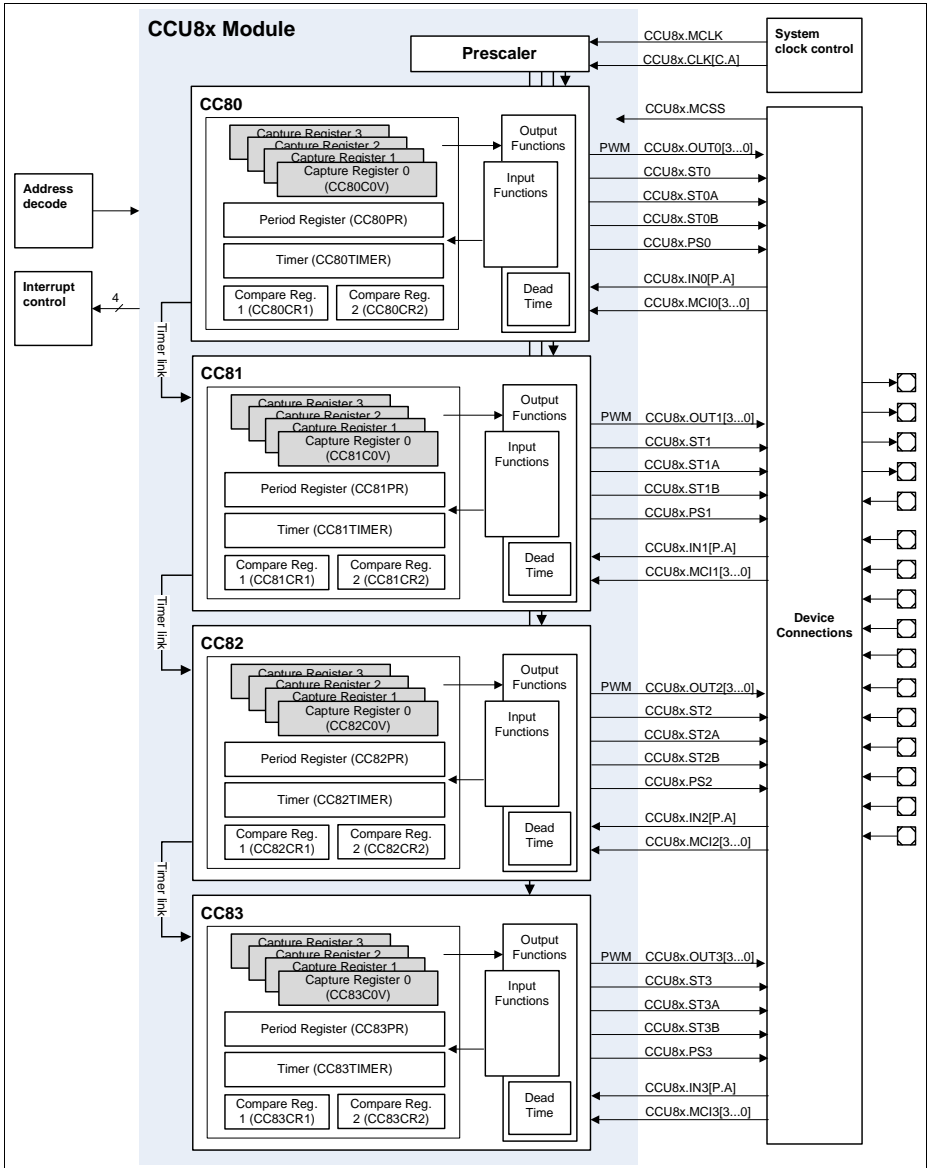 CCU8x Module
Prescaler
CCU8x.MCLK
CCU8x.CLK[C.A]
System
clock control
CCU8x.MCSS
Address
decode
Interrupt
control
4
CC80
Capture Register 3
Capture Register 2
Capture Register 1
Capture Register 0
(CC80C0V)
Period Register (CC80PR)
Timer (CC80TIMER)
Compare Reg.
1 (CC80CR1)
Compare Reg.
2 (CC80CR2)
Output
Functions
Input
Functions
Dead
Time
PWM
CCU8x.OUT0[3...0]
CCU8x.ST0
CCU8x.ST0A
CCU8x.ST0B
CCU8x.PS0
CCU8x.IN0[P.A]
CCU8x.MCI0[3...0]
Timer link
CC81
Capture Register 3
Capture Register 2
Capture Register 1
Capture Register 0
(CC81C0V)
Period Register (CC81PR)
Timer (CC81TIMER)
Compare Reg.
1 (CC81CR1)
Compare Reg.
2 (CC81CR2)
Output
Functions
Input
Functions
Dead
Time
PWM
CCU8x.OUT1[3...0]
CCU8x.ST1
CCU8x.ST1A
CCU8x.ST1B
CCU8x.PS1
CCU8x.IN1[P.A]
CCU8x.MCI1[3...0]
Device
Connections
Timer link
CC82
Capture Register 3
Capture Register 2
Capture Register 1
Capture Register 0
(CC82C0V)
Period Register (CC82PR)
Timer (CC82TIMER)
Compare Reg.
1 (CC82CR1)
Compare Reg.
2 (CC82CR2)
Output
Functions
Input
Functions
Dead
Time
PWM
CCU8x.OUT2[3...0]
CCU8x.ST2
CCU8x.ST2A
CCU8x.ST2B
CCU8x.PS2
CCU8x.IN2[P.A]
CCU8x.MCI2[3...0]
Timer link
CC83
Capture Register 3
Capture Register 2
Capture Register 1
Capture Register 0
(CC83C0V)
Period Register (CC83PR)
Timer (CC83TIMER)
Compare Reg.
1 (CC83CR1)
Compare Reg.
2 (CC83CR2)
Output
Functions
Input
Functions
Dead
Time
PWM
CCU8x.OUT3[3...0]
CCU8x.ST3
CCU8x.ST3A
CCU8x.ST3B
CCU8x.PS3
CCU8x.IN3[P.A]
CCU8x.MCI3[3...0]